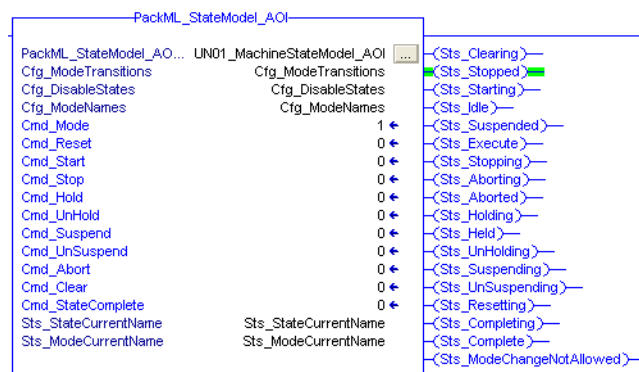 PackML_StateModel_AOI
PackML_StateModel_AO... UN01_MachineStateModel_AOI ... (Sts_Clearing)
Cfg_ModeTransitions Cfg_ModeTransitions (Sts_Stopped)
Cfg_DisableStates Cfg_DisableStates (Sts_Starting)
Cfg_ModeNames Cfg_ModeNames (Sts_Idle)
Cmd_Mode 1 ← (Sts_Suspended)
Cmd_Reset 0 ← (Sts_Execute)
Cmd_Start 0 ← (Sts_Stopping)
Cmd_Stop 0 ← (Sts_Aborting)
Cmd_Hold 0 ← (Sts_Aborted)
Cmd_UnHold 0 ← (Sts_Holding)
Cmd_Suspend 0 ← (Sts_Held)
Cmd_UnSuspend 0 ← (Sts_UnHolding)
Cmd_Abort 0 ← (Sts_Suspending)
Cmd_Clear 0 ← (Sts_UnSuspending)
Cmd_StateComplete 0 ← (Sts_Resetting)
Sts_StateCurrentName Sts_StateCurrentName (Sts_Completing)
Sts_ModeCurrentName Sts_ModeCurrentName (Sts_Complete)
(Sts_ModeChangeNotAllowed)